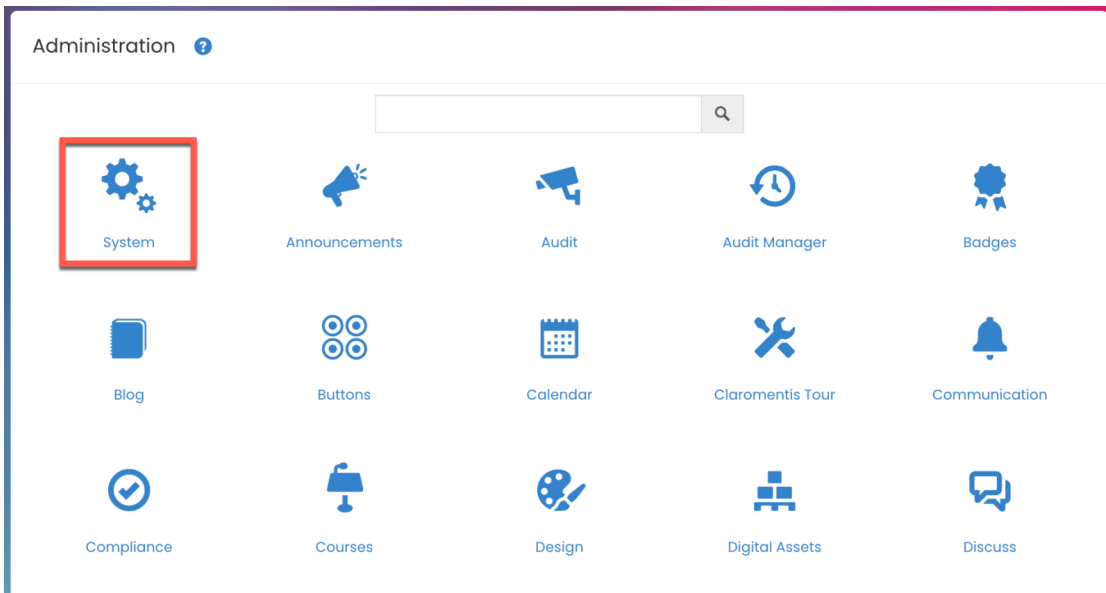 Administration ?
System Announcements Audit Audit Manager Badges
Blog Buttons Calendar Claromentis Tour Communication
Compliance Courses Design Digital Assets Discuss